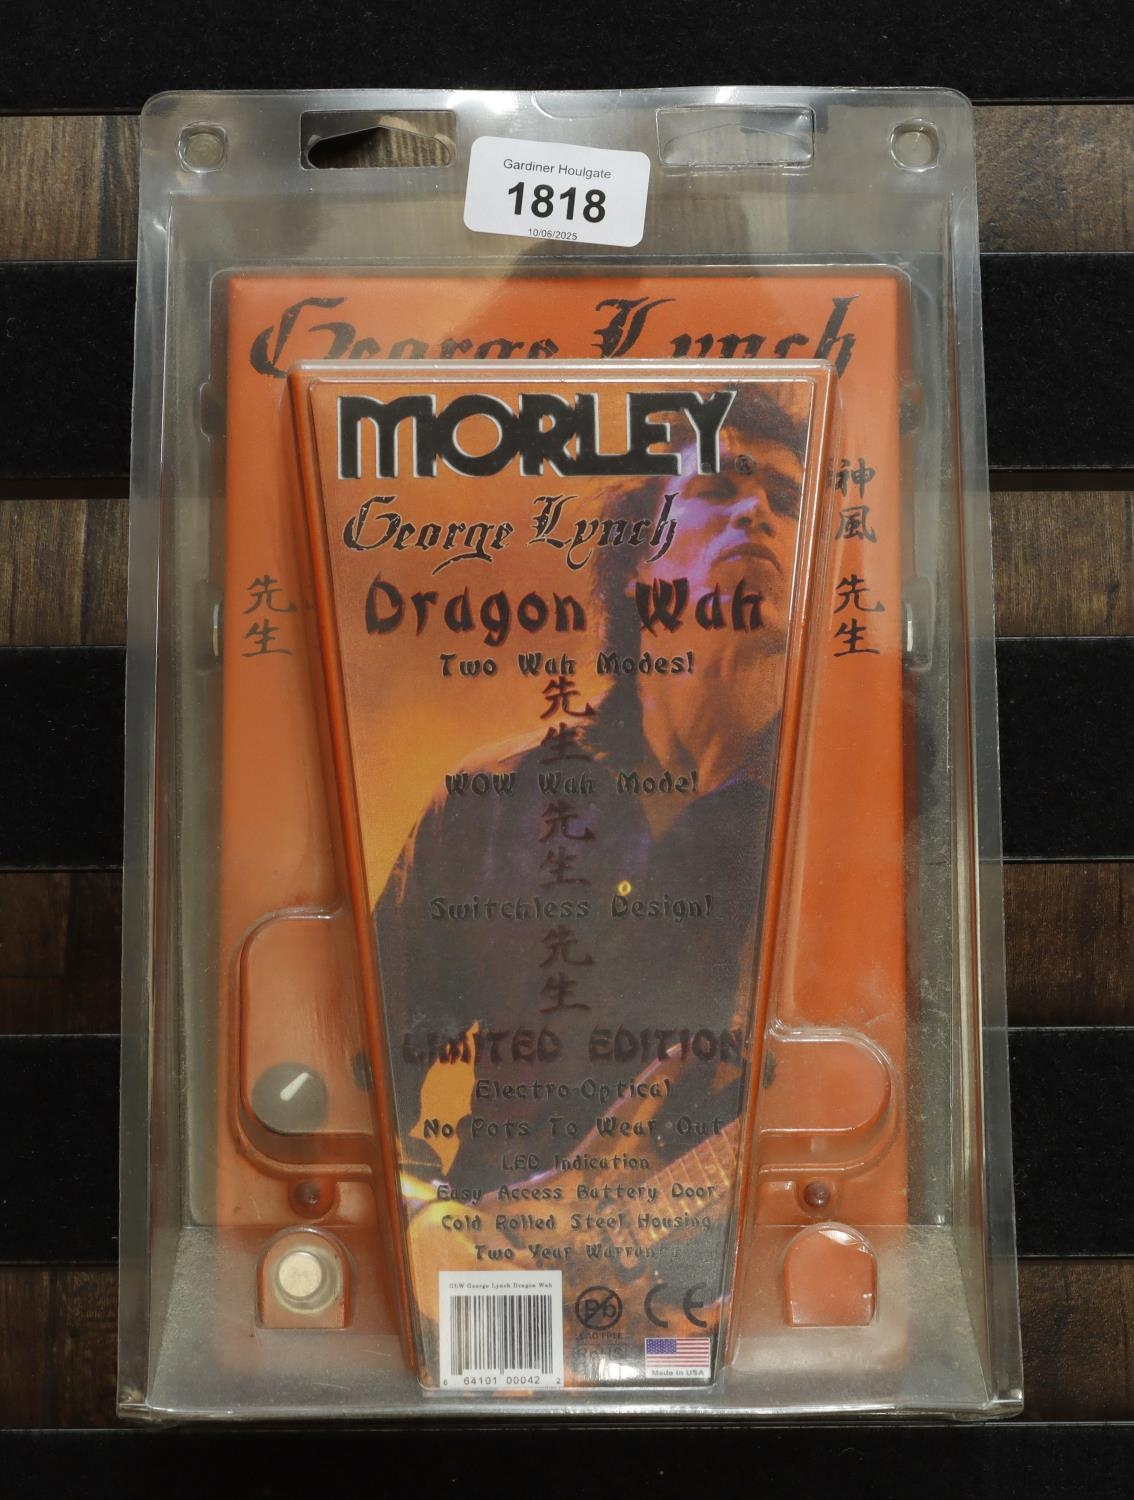 Gardiner Houlgate
1818
10/06/2025
George Lynch
MORLEY®
George Lynch
Dragon Wah
Two Wah Modes!
先
生
WOW Wah Mode!
先
生
Switchless Design!
先
生
LIMITED EDITION
Electro-Optical
No Pots To Wear Out
LED Indication
Easy Access Battery Door
Cold Rolled Steel Housing
Two Year Warranty
神
風
先
生
先
生
GLW George Lynch Dragon Wah
6 64101 00042 2
Pb
RoHS
CE
Made In USA